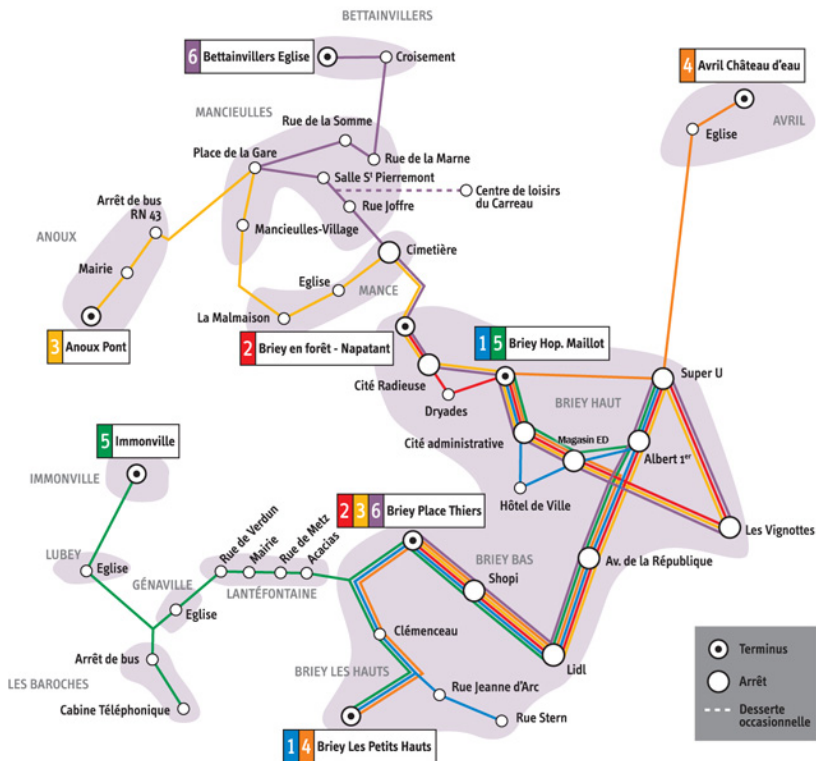 BETTAINVILLERS
6 Bettainvillers Eglise
Croisement
4 Avril Château d'eau
Eglise
AVRIL
MANCIEULLES
Rue de la Somme
Place de la Gare
Rue de la Marne
Salle St Pierremont
Centre de loisirs
du Carreau
Rue Joffre
Arrêt de bus
RN 43
ANOUX
Mancieulles-Village
Cimetière
Mairie
Eglise
MANCE
La Malmaison
3 Anoux Pont
2 Briey en forêt - Napatant
1 5 Briey Hop. Maillot
Super U
Cité Radieuse
Dryades
BRIEY HAUT
Cité administrative
Magasin ED
Albert 1er
5 Immonville
IMMONVILLE
Hôtel de Ville
2 3 6 Briey Place Thiers
Les Vignottes
Rue de Verdun
Mairie
Rue de Metz
Acacias
LUBEY
Eglise
GÉNAVILLE
LANTÉFONTAINE
BRIEY BAS
Shopi
Av. de la République
Eglise
Clémenceau
Arrêt de bus
LES BAROCHES
Cabine Téléphonique
BRIEY LES HAUTS
Lidl
Rue Jeanne d'Arc
Rue Stern
1 4 Briey Les Petits Hauts
Terminus
Arrêt
Desserte
occasionnelle